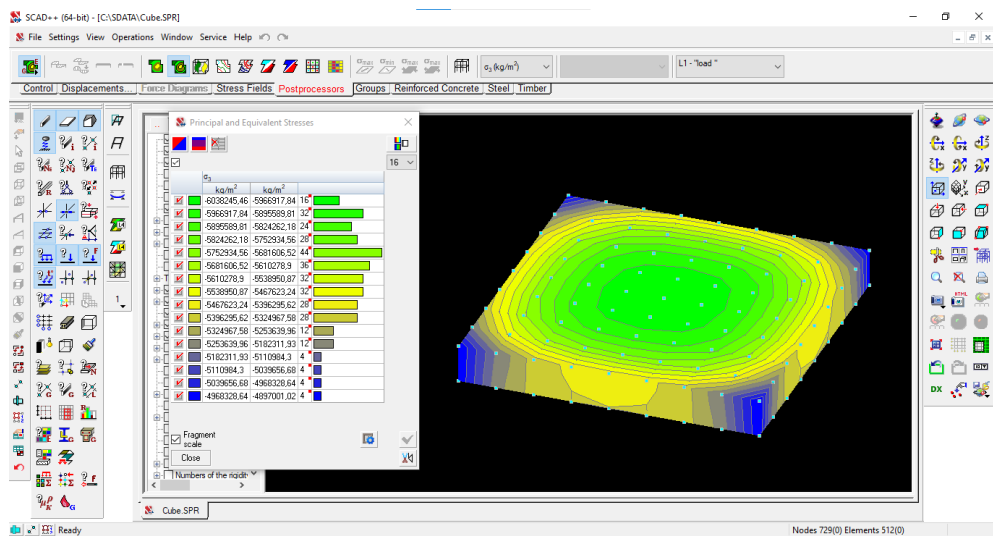 SCAD++ (64-bit) - [C:\SDATA\Cube.SPR]
File Settings View Operations Window Service Help
σ3 (kg/m²)
L1 - "load "
Control Displacements... Force Diagrams Stress Fields Postprocessors Groups Reinforced Concrete Steel Timber
Principal and Equivalent Stresses
16
σ3
kg/m² kg/m²
-6038245,46 -5966917,84 16
-5966917,84 -5895589,81 32
-5895589,81 -5824262,18 24
-5824262,18 -5752934,56 28
-5752934,56 -5681606,52 44
-5681606,52 -5610278,9 36
-5610278,9 -5538950,87 32
-5538950,87 -5467623,24 32
-5467623,24 -5396295,62 28
-5396295,62 -5324967,58 28
-5324967,58 -5253639,96 12
-5253639,96 -5182311,93 12
-5182311,93 -5110984,3 4
-5110984,3 -5039656,68 4
-5039656,68 -4968328,64 4
-4968328,64 -4897001,02 4
Fragment
scale
Close
Numbers of the rigidit
Cube.SPR
Ready
Nodes 729(0) Elements 512(0)